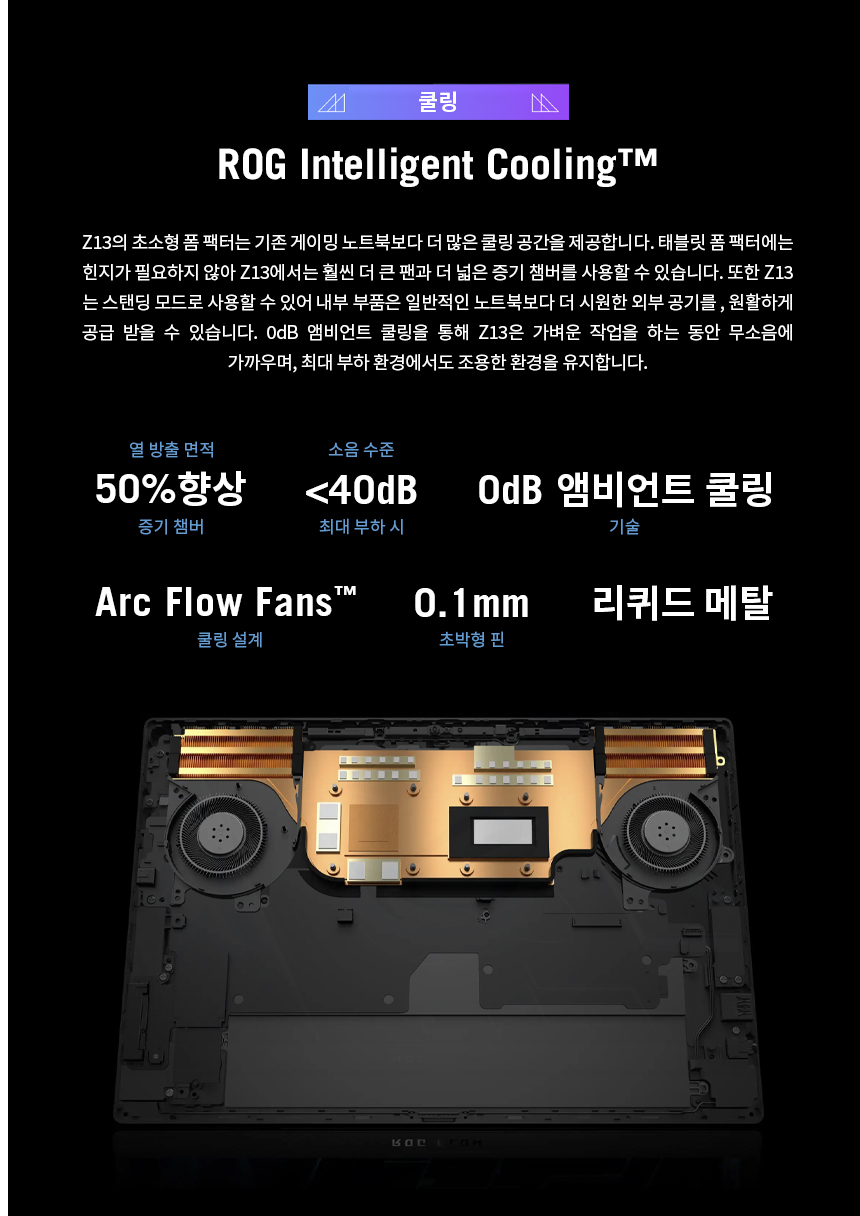 쿨링
ROG Intelligent Cooling™
Z13의 초소형 폼 팩터는 기존 게이밍 노트북보다 더 많은 쿨링 공간을 제공합니다. 태블릿 폼 팩터에는
힌지가 필요하지 않아 Z13에서는 훨씬 더 큰 팬과 더 넓은 증기 챔버를 사용할 수 있습니다. 또한 Z13
는 스탠딩 모드로 사용할 수 있어 내부 부품은 일반적인 노트북보다 더 시원한 외부 공기를 , 원활하게
공급 받을 수 있습니다. 0dB 앰비언트 쿨링을 통해 Z13은 가벼운 작업을 하는 동안 무소음에
가까우며, 최대 부하 환경에서도 조용한 환경을 유지합니다.
열 방출 면적 소음 수준
50%향상 <40dB 0dB 앰비언트 쿨링
증기 챔버 최대 부하 시 기술
Arc Flow Fans™ 0.1mm 리퀴드 메탈
쿨링 설계 초박형 핀